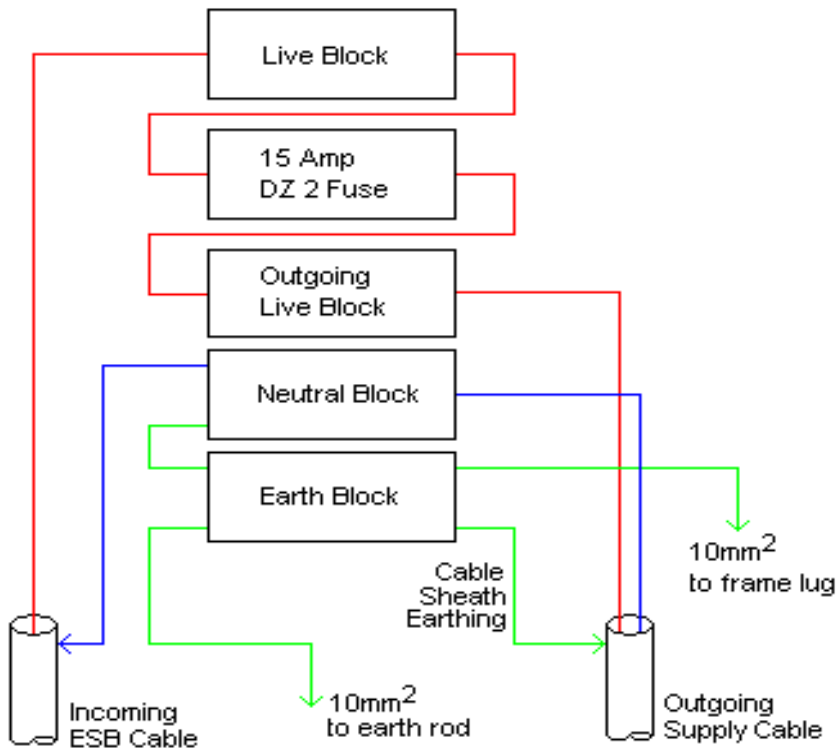 Live Block
15 Amp
DZ 2 Fuse
Outgoing
Live Block
Neutral Block
Earth Block
10mm²
to frame lug
Cable
Sheath
Earthing
Incoming
ESB Cable
10mm²
to earth rod
Outgoing
Supply Cable